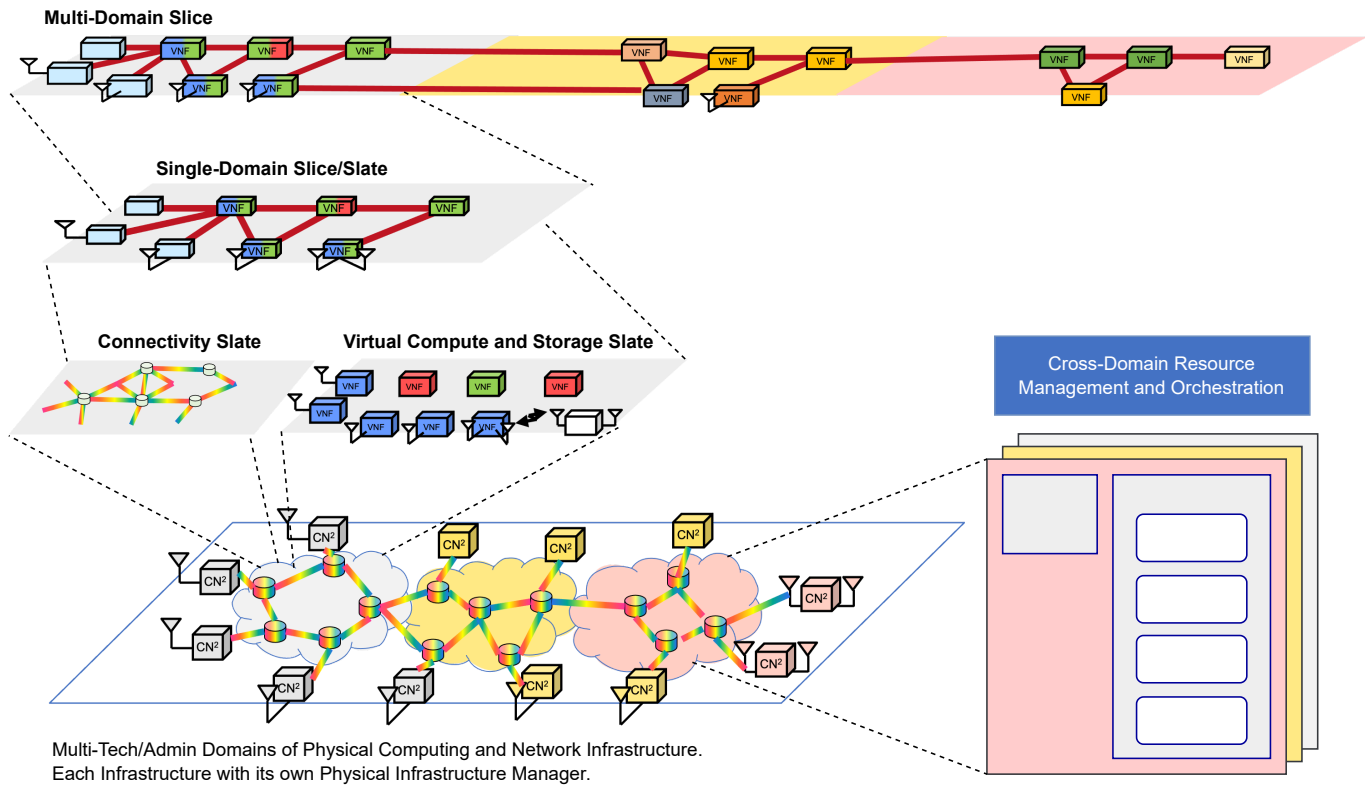 Multi-Domain Slice
VNF VNF VNF VNF VNF VNF VNF VNF VNF
VNF VNF VNF VNF VNF
Single-Domain Slice/Slate
VNF VNF VNF
VNF VNF
Connectivity Slate Virtual Compute and Storage Slate
VNF VNF VNF VNF
VNF VNF VNF VNF
Cross-Domain Resource
Management and Orchestration
CN² CN² CN² CN²
CN²
CN² CN²
CN² CN² CN² CN² CN²
Multi-Tech/Admin Domains of Physical Computing and Network Infrastructure.
Each Infrastructure with its own Physical Infrastructure Manager.